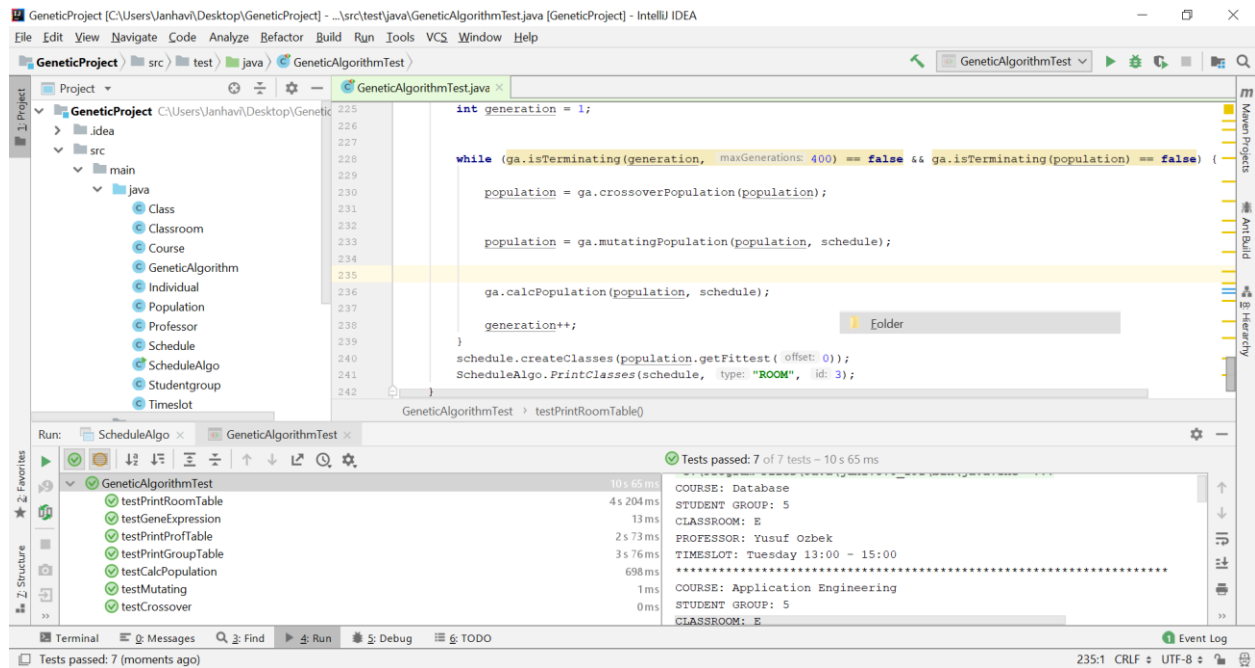 GeneticProject [C:\Users\Janhavi\Desktop\GeneticProject] - ...\src\test\java\GeneticAlgorithmTest.java [GeneticProject] - IntelliJ IDEA
File Edit View Navigate Code Analyze Refactor Build Run Tools VCS Window Help
GeneticProject src test java GeneticAlgorithmTest GeneticAlgorithmTest
1: Project
Project
GeneticProject C:\Users\Janhavi\Desktop\Genetic
.idea
src
main
java
Class
Classroom
Course
GeneticAlgorithm
Individual
Population
Professor
Schedule
ScheduleAlgo
Studentgroup
Timeslot
GeneticAlgorithmTest.java
225 int generation = 1;
226
227
228 while (ga.isTerminating(generation, maxGenerations: 400) == false && ga.isTerminating(population) == false) {
229
230 population = ga.crossoverPopulation(population);
231
232
233 population = ga.mutatingPopulation(population, schedule);
234
235
236 ga.calcPopulation(population, schedule);
237
238 generation++;
239 }
240 schedule.createClasses(population.getFittest( offset: 0));
241 ScheduleAlgo.PrintClasses(schedule, type: "ROOM", id: 3);
242 }
Folder
GeneticAlgorithmTest > testPrintRoomTable()
m Maven Projects
Ant Build
8: Hierarchy
Run: ScheduleAlgo GeneticAlgorithmTest
2: Favorites
7: Structure
Tests passed: 7 of 7 tests – 10 s 65 ms
GeneticAlgorithmTest 10 s 65 ms
testPrintRoomTable 4 s 204 ms
testGeneExpression 13 ms
testPrintProfTable 2 s 73 ms
testPrintGroupTable 3 s 76 ms
testCalcPopulation 698 ms
testMutating 1 ms
testCrossover 0 ms
COURSE: Database
STUDENT GROUP: 5
CLASSROOM: E
PROFESSOR: Yusuf Ozbek
TIMESLOT: Tuesday 13:00 - 15:00
*********************************************************************
COURSE: Application Engineering
STUDENT GROUP: 5
CLASSROOM: E
Terminal 0: Messages 3: Find 4: Run 5: Debug 6: TODO 1 Event Log
Tests passed: 7 (moments ago) 235:1 CRLF UTF-8